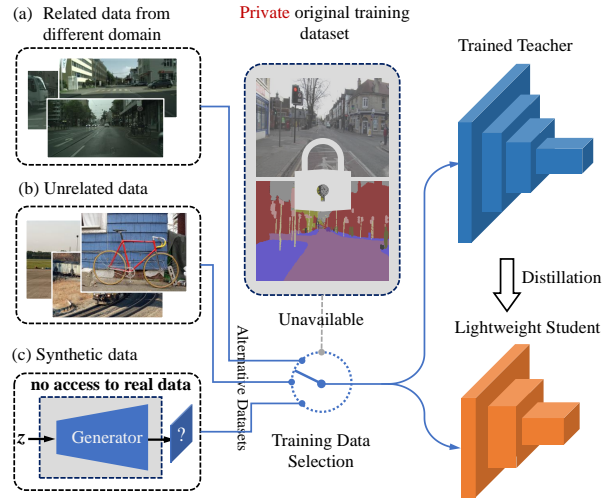 (a) Related data from
different domain
Private original training
dataset
Trained Teacher
(b) Unrelated data
Distillation
Unavailable
Lightweight Student
Alternative Datasets
(c) Synthetic data
no access to real data
z
Generator
?
Training Data
Selection